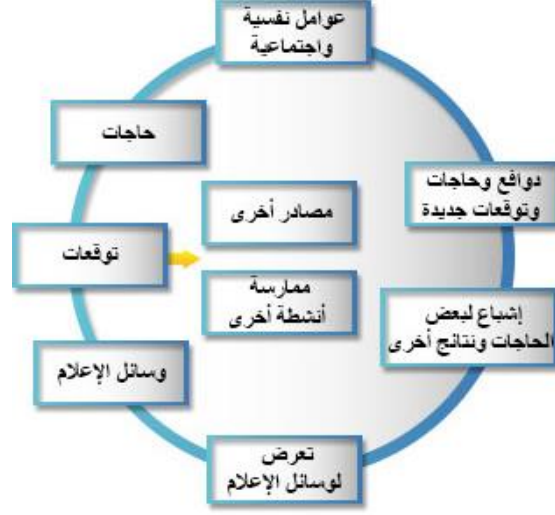 عوامل نفسية
واجتماعية
حاجات
توقعات
وسائل الإعلام
تعرض
لوسائل الإعلام
إشباع لبعض
الحاجات ونتائج أخرى
دوافع وحاجات
وتوقعات جديدة
مصادر أخرى
ممارسة
أنشطة أخرى